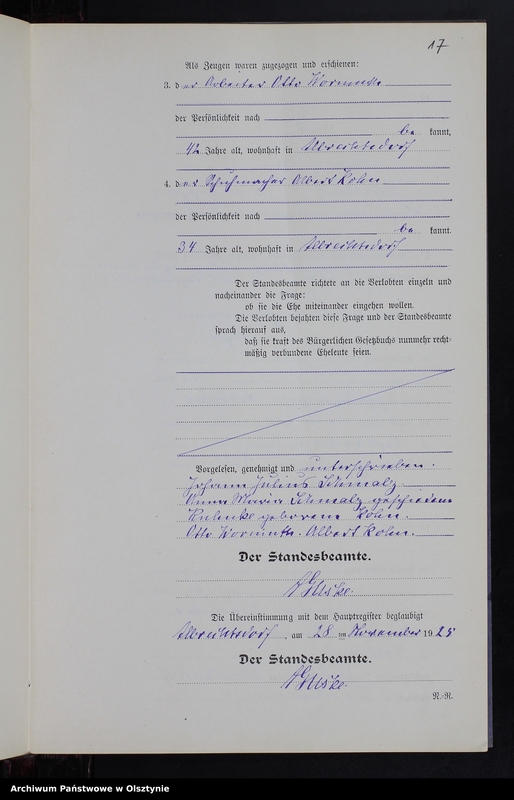 17
Als Zeugen waren zugezogen und erschienen:
3. der Arbeiter Otto Wormuth
der Persönlichkeit nach
be kannt,
42 Jahre alt, wohnhaft in Albrechtsdorf
4. der Schuhmacher Albert Kohn
der Persönlichkeit nach
be kannt.
34 Jahre alt, wohnhaft in Albrechtsdorf
Der Standesbeamte richtete an die Verlobten einzeln und
nacheinander die Frage:
ob sie die Ehe miteinander eingehen wollen.
Die Verlobten bejahten diese Frage und der Standesbeamte
sprach hierauf aus,
daß sie kraft des Bürgerlichen Gesetzbuchs nunmehr recht-
mäßig verbundene Eheleute seien.
Vorgelesen, genehmigt und unterschrieben.
Johann Julius Schmalz.
Anna Maria Schmalz geschiedene
geborene Kohn.
Otto Wormuth. Albert Kohn.
Der Standesbeamte.
Die Übereinstimmung mit dem Hauptregister beglaubigt
Albrechtsdorf, am 28 ten November 1925
Der Standesbeamte.
N.-R.
Archiwum Państwowe w Olsztynie